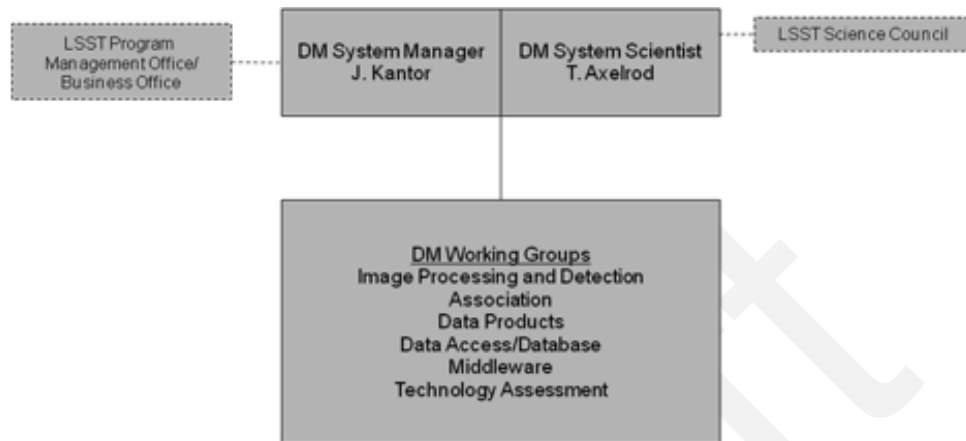 LSST Program
Management Office/
Business Office
DM System Manager
J. Kantor
DM System Scientist
T. Axelrod
LSST Science Council
DM Working Groups
Image Processing and Detection
Association
Data Products
Data Access/Database
Middleware
Technology Assessment